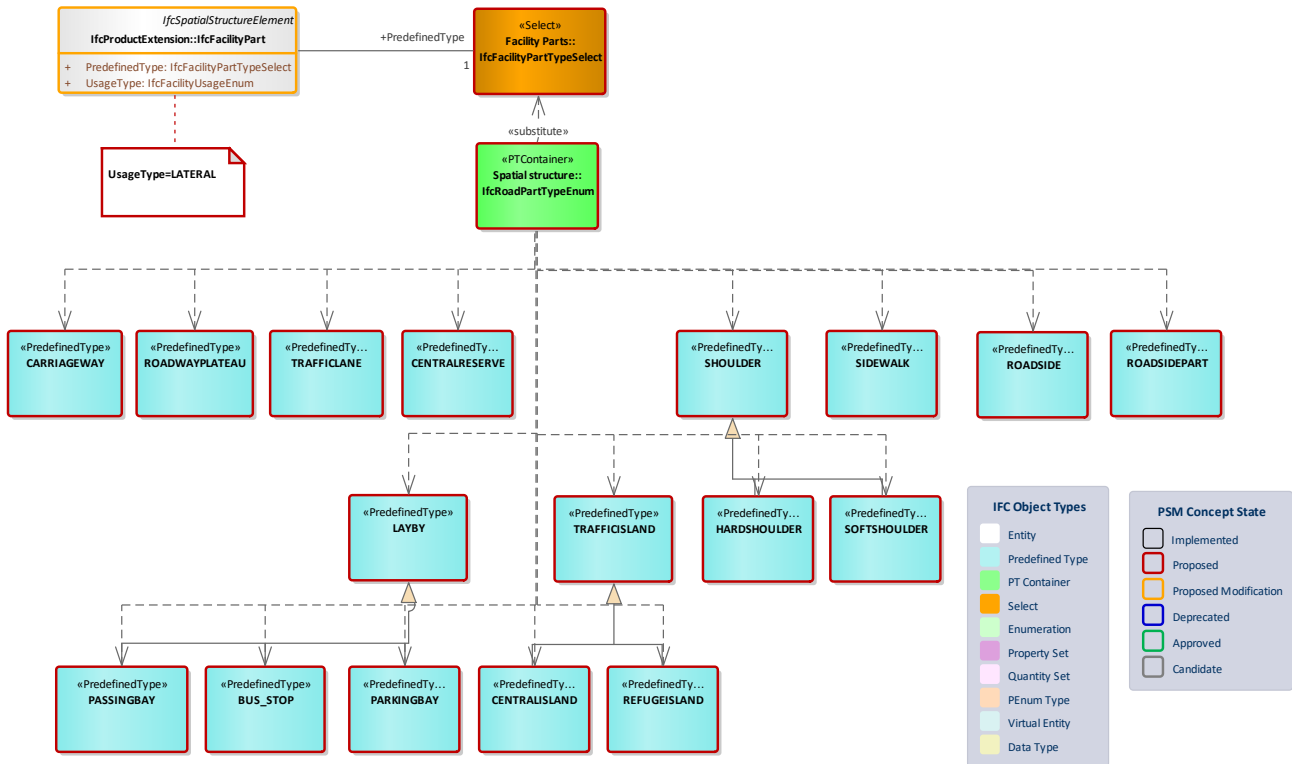 IfcSpatialStructureElement
IfcProductExtension::IfcFacilityPart
+ PredefinedType: IfcFacilityPartTypeSelect
+ UsageType: IfcFacilityUsageEnum
+PredefinedType
1
«Select»
Facility Parts::
IfcFacilityPartTypeSelect
«substitute»
UsageType=LATERAL
«PTContainer»
Spatial structure::
IfcRoadPartTypeEnum
«PredefinedType»
CARRIAGEWAY
«PredefinedType»
ROADWAYPLATEAU
«PredefinedTy...
TRAFFICLANE
«PredefinedTy...
CENTRALRESERVE
«PredefinedTy...
SHOULDER
«PredefinedTy...
SIDEWALK
«PredefinedTy...
ROADSIDE
«PredefinedTy...
ROADSIDEPART
«PredefinedType»
LAYBY
«PredefinedType»
TRAFFICISLAND
«PredefinedTy...
HARDSHOULDER
«PredefinedTy...
SOFTSHOULDER
«PredefinedType»
PASSINGBAY
«PredefinedType»
BUS_STOP
«PredefinedTy...
PARKINGBAY
«PredefinedTy...
CENTRALISLAND
«PredefinedTy...
REFUGEISLAND
IFC Object Types
Entity
Predefined Type
PT Container
Select
Enumeration
Property Set
Quantity Set
PEnum Type
Virtual Entity
Data Type
PSM Concept State
Implemented
Proposed
Proposed Modification
Deprecated
Approved
Candidate